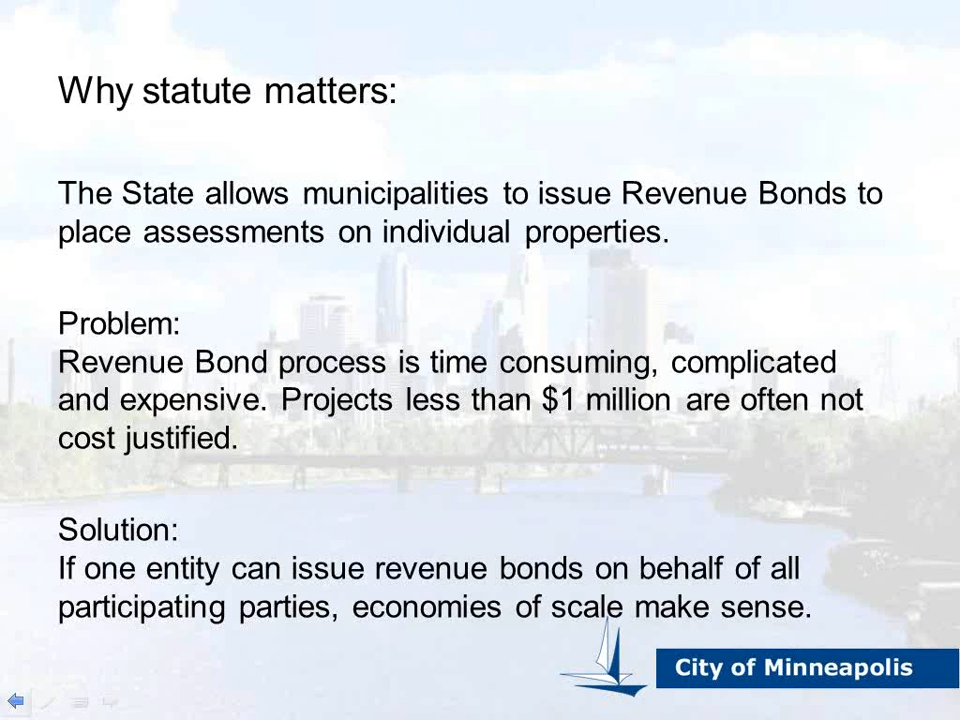 Why statute matters:
The State allows municipalities to issue Revenue Bonds to
place assessments on individual properties.
Problem:
Revenue Bond process is time consuming, complicated
and expensive. Projects less than $1 million are often not
cost justified.
Solution:
If one entity can issue revenue bonds on behalf of all
participating parties, economies of scale make sense.
City of Minneapolis